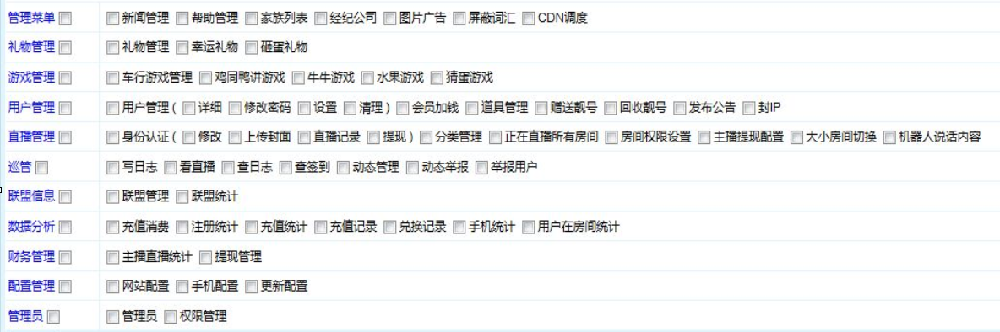 管理菜单 新闻管理 帮助管理 家族列表 经纪公司 图片广告 屏蔽词汇 CDN调度
礼物管理 礼物管理 幸运礼物 砸蛋礼物
游戏管理 车行游戏管理 鸡同鸭讲游戏 牛牛游戏 水果游戏 猜蛋游戏
用户管理 用户管理 ( 详细 修改密码 设置 清理 ) 会员加钱 道具管理 赠送靓号 回收靓号 发布公告 封IP
直播管理 身份认证 ( 修改 上传封面 直播记录 提现 ) 分类管理 正在直播所有房间 房间权限设置 主播提现配置 大小房间切换 机器人说话内容
巡管 写日志 看直播 查日志 查签到 动态管理 动态举报 举报用户
联盟信息 联盟管理 联盟统计
数据分析 充值消费 注册统计 充值统计 充值记录 兑换记录 手机统计 用户在房间统计
财务管理 主播直播统计 提现管理
配置管理 网站配置 手机配置 更新配置
管理员 管理员 权限管理